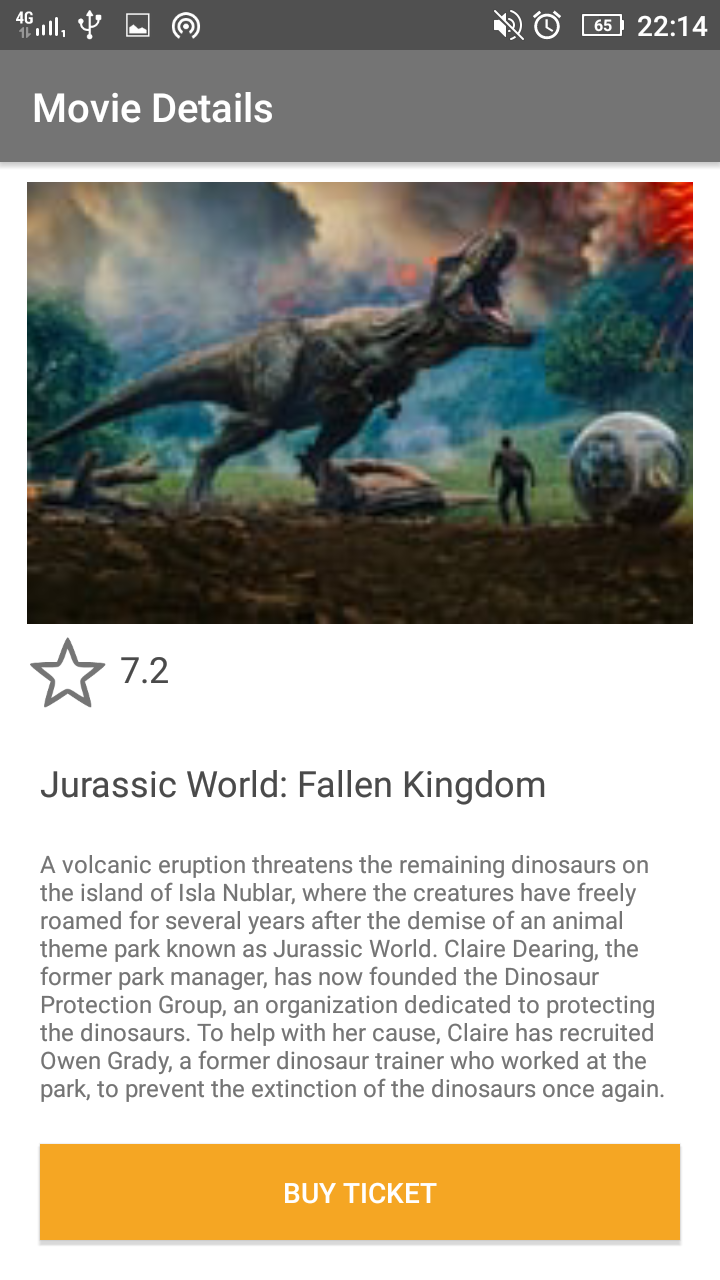 4G 65 22:14
Movie Details
7.2
Jurassic World: Fallen Kingdom
A volcanic eruption threatens the remaining dinosaurs on
the island of Isla Nublar, where the creatures have freely
roamed for several years after the demise of an animal
theme park known as Jurassic World. Claire Dearing, the
former park manager, has now founded the Dinosaur
Protection Group, an organization dedicated to protecting
the dinosaurs. To help with her cause, Claire has recruited
Owen Grady, a former dinosaur trainer who worked at the
park, to prevent the extinction of the dinosaurs once again.
BUY TICKET